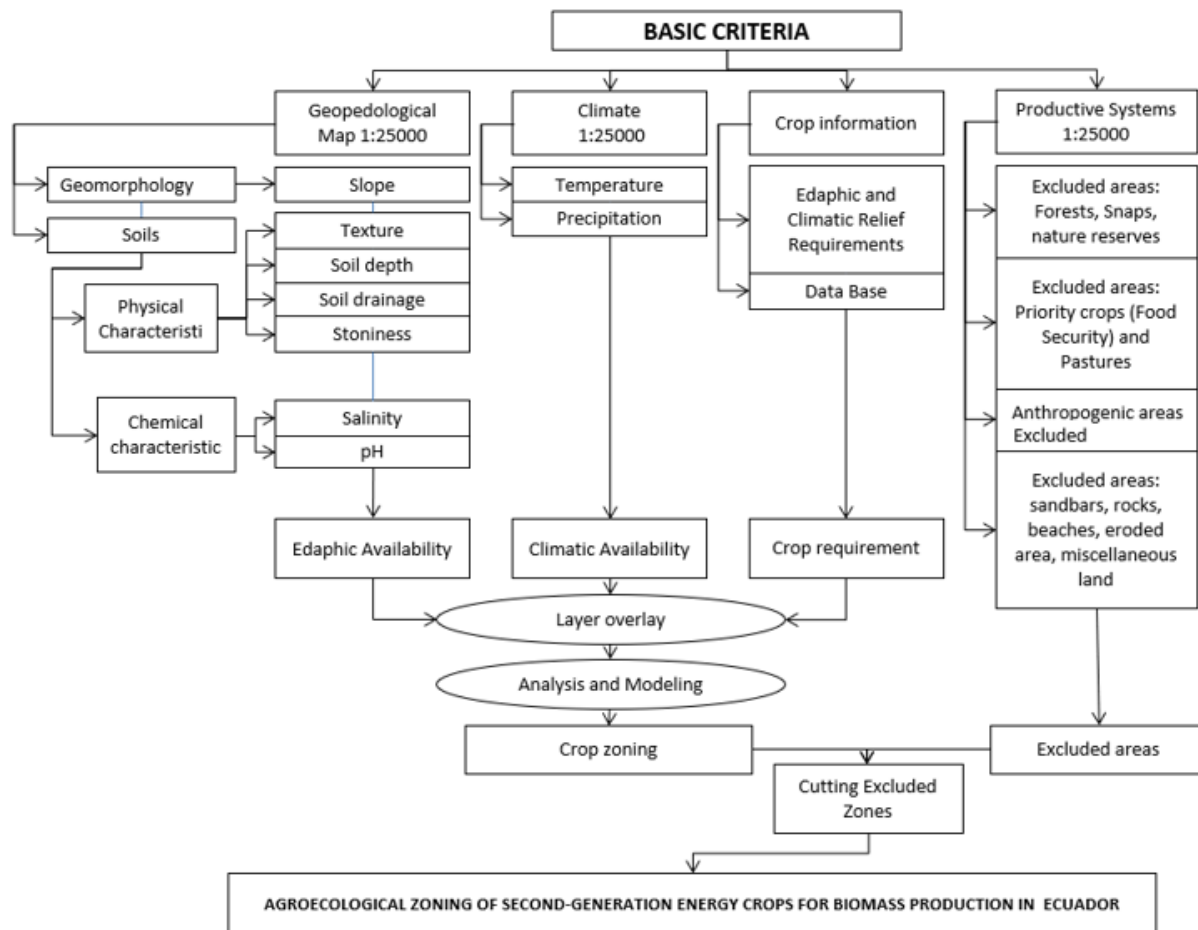 BASIC CRITERIA
Geopedological
Map 1:25000
Climate
1:25000
Crop information
Productive Systems
1:25000
Geomorphology
Slope
Soils
Texture
Soil depth
Soil drainage
Stoniness
Physical
Characteristi
Chemical
characteristic
Salinity
pH
Temperature
Precipitation
Edaphic and
Climatic Relief
Requirements
Data Base
Excluded areas:
Forests, Snaps,
nature reserves
Excluded areas:
Priority crops (Food
Security) and
Pastures
Anthropogenic areas
Excluded
Excluded areas:
sandbars, rocks,
beaches, eroded
area, miscellaneous
land
Edaphic Availability
Climatic Availability
Crop requirement
Layer overlay
Analysis and Modeling
Crop zoning
Excluded areas
Cutting Excluded
Zones
AGROECOLOGICAL ZONING OF SECOND-GENERATION ENERGY CROPS FOR BIOMASS PRODUCTION IN ECUADOR